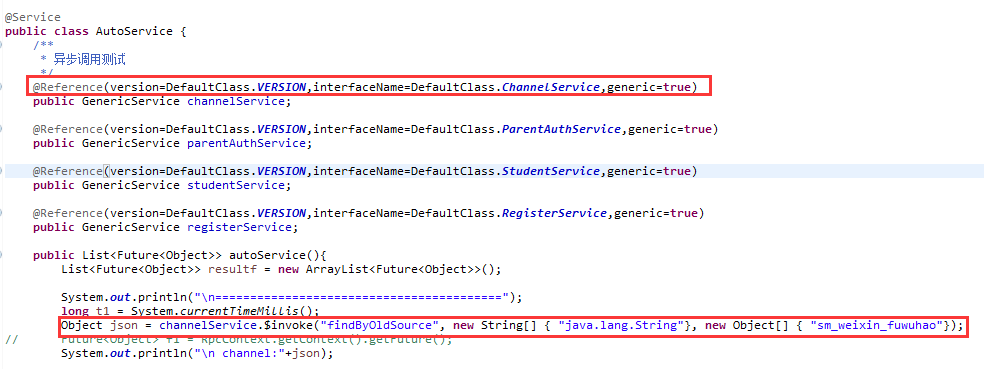 @Service
public class AutoService {
/**
* 异步调用测试
*/
@Reference(version=DefaultClass.VERSION,interfaceName=DefaultClass.ChannelService,generic=true)
public GenericService channelService;
@Reference(version=DefaultClass.VERSION,interfaceName=DefaultClass.ParentAuthService,generic=true)
public GenericService parentAuthService;
@Reference(version=DefaultClass.VERSION,interfaceName=DefaultClass.StudentService,generic=true)
public GenericService studentService;
@Reference(version=DefaultClass.VERSION,interfaceName=DefaultClass.RegisterService,generic=true)
public GenericService registerService;
public List<Future<Object>> autoService(){
List<Future<Object>> resultf = new ArrayList<Future<Object>>();
System.out.println("\n=========================================");
long t1 = System.currentTimeMillis();
Object json = channelService.$invoke("findByOldSource", new String[] { "java.lang.String"}, new Object[] { "sm_weixin_fuwuhao"});
// Future<Object> f1 = RpcContext.getContext().getFuture();
System.out.println("\n channel:"+json);